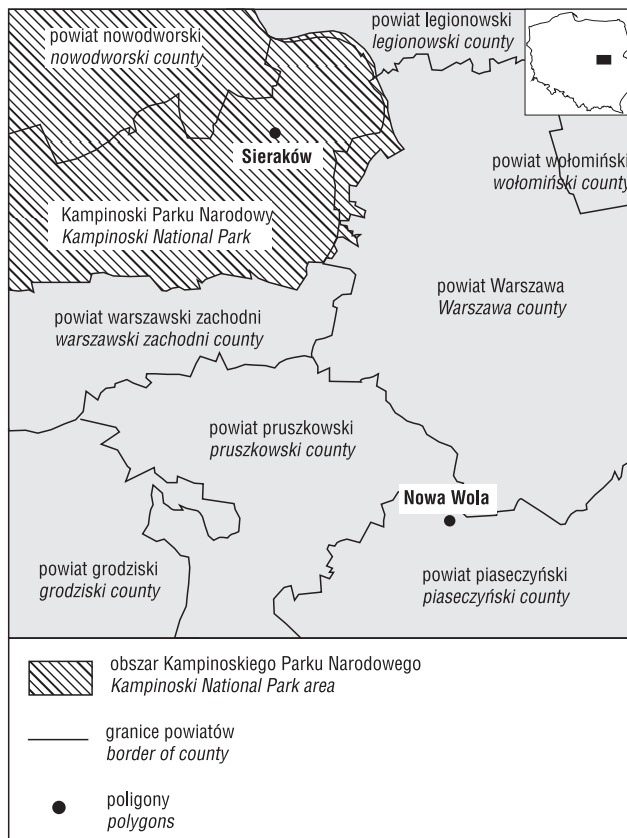 powiat nowodworski
nowodworski county
powiat legionowski
legionowski county
Sieraków
powiat wołomiński
wołomiński county
Kampinoski Parku Narodowy
Kampinoski National Park
powiat Warszawa
Warszawa county
powiat warszawski zachodni
warszawski zachodni county
powiat pruszkowski
pruszkowski county
Nowa Wola
powiat grodziski
grodziski county
powiat piaseczyński
piaseczyński county
obszar Kampinoskiego Parku Narodowego
Kampinoski National Park area
granice powiatów
border of county
poligony
polygons